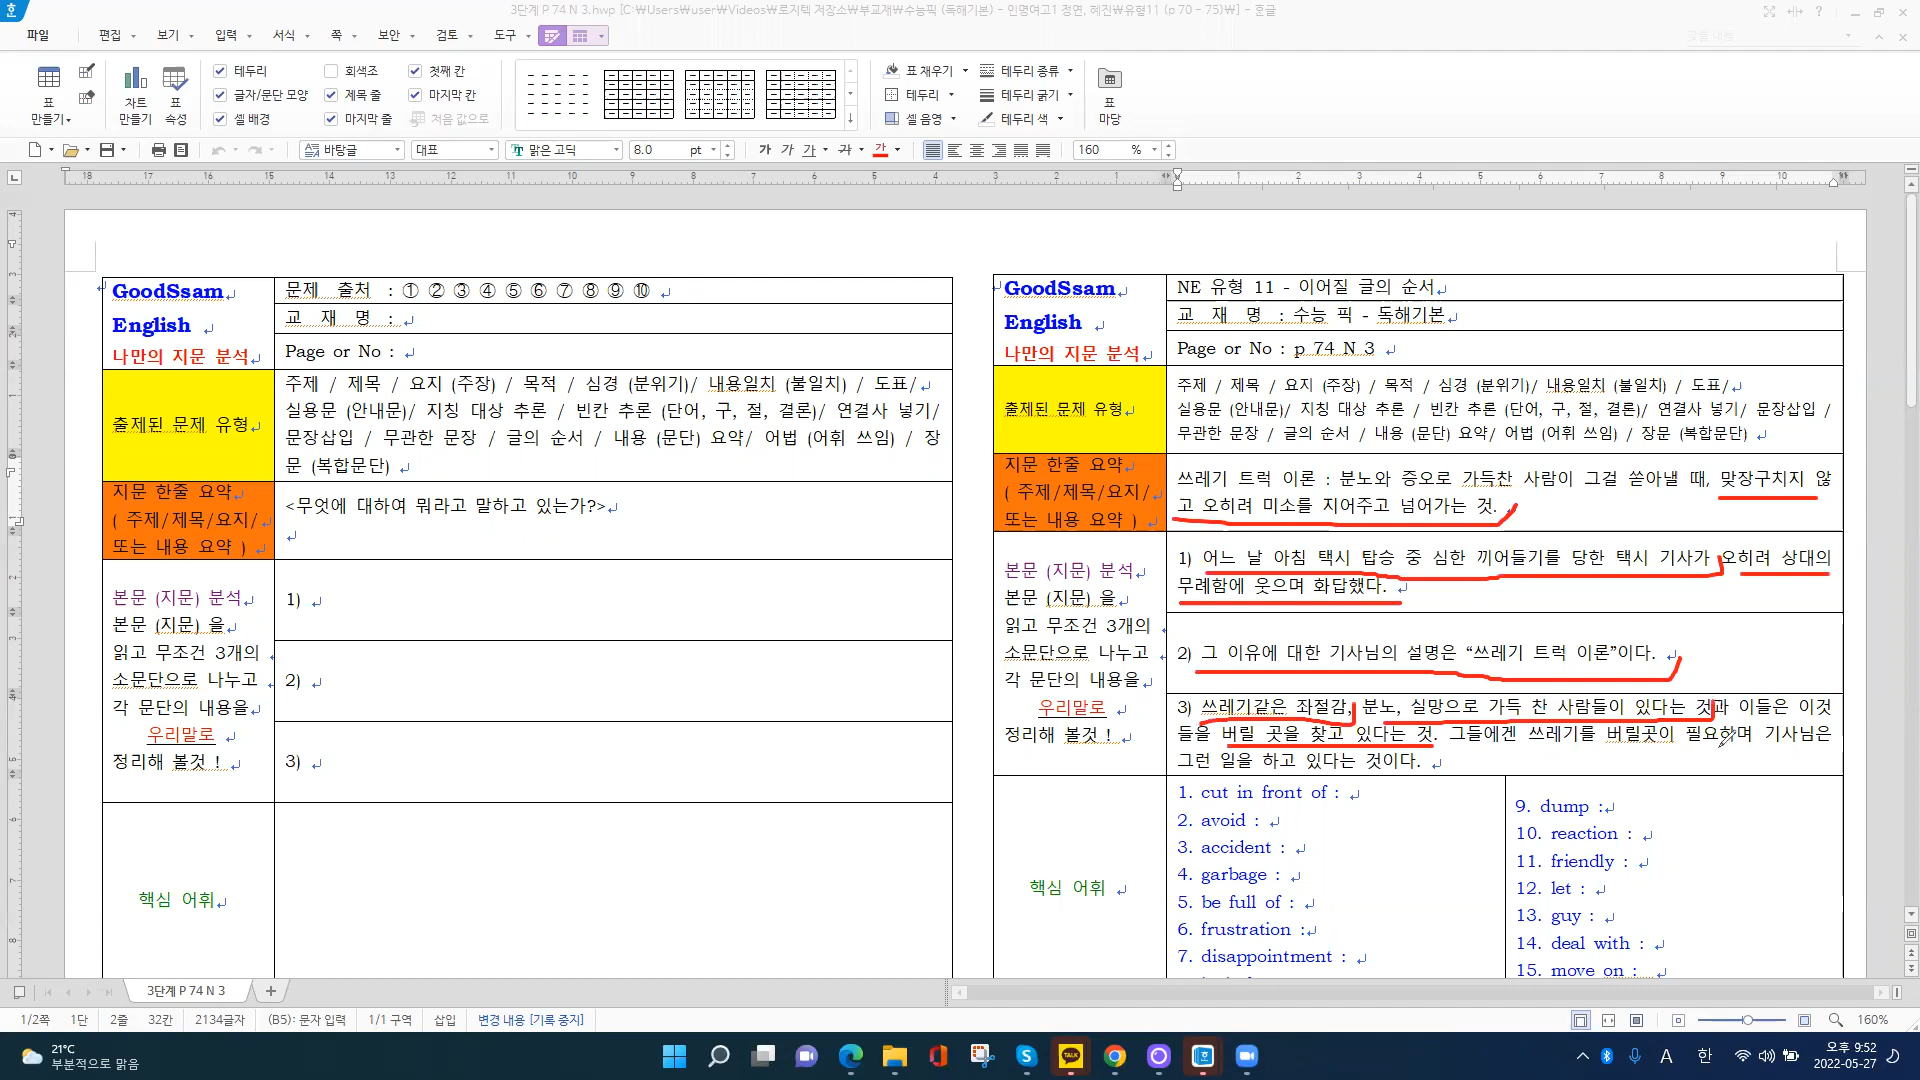 3단계 P 74 N 3.hwp [C:₩Users₩user₩Videos₩로지텍 저장소₩부교재₩수능픽 (독해기본) - 인명여고1 정연, 혜진₩유형11 (p 70 - 75)₩] - 한글
파일 편집 보기 입력 서식 쪽 보안 검토 도구
표 만들기
차트 만들기
표 속성
테두리 회색조 첫째 칸
글자/문단 모양 제목 줄 마지막 칸
셀 배경 마지막 줄 처음 값으로
표 채우기 테두리 종류
테두리 테두리 굵기
셀 음영 테두리 색
표 마당
바탕글 대표 맑은 고딕 8.0 pt 가 가 가 가 가 160 %
18 17 16 15 14 13 12 11 10 9 8 7 6 5 4 3 2 1 1 2 3 4 5 6 7 8 9 10
GoodSsam
English
나만의 지문 분석
문제 출처 : ① ② ③ ④ ⑤ ⑥ ⑦ ⑧ ⑨ ⑩
교 재 명 :
Page or No :
출제된 문제 유형
주제 / 제목 / 요지 (주장) / 목적 / 심경 (분위기)/ 내용일치 (불일치) / 도표/
실용문 (안내문)/ 지칭 대상 추론 / 빈칸 추론 (단어, 구, 절, 결론)/ 연결사 넣기/
문장삽입 / 무관한 문장 / 글의 순서 / 내용 (문단) 요약/ 어법 (어휘 쓰임) / 장
문 (복합문단)
지문 한줄 요약
( 주제/제목/요지/
또는 내용 요약 )
<무엇에 대하여 뭐라고 말하고 있는가?>
본문 (지문) 분석
본문 (지문) 을
읽고 무조건 3개의
소문단으로 나누고
각 문단의 내용을
우리말로
정리해 볼것 !
1)
2)
3)
핵심 어휘
GoodSsam
English
나만의 지문 분석
NE 유형 11 - 이어질 글의 순서
교 재 명 : 수능 픽 - 독해기본
Page or No : p 74 N 3
출제된 문제 유형
주제 / 제목 / 요지 (주장) / 목적 / 심경 (분위기)/ 내용일치 (불일치) / 도표/
실용문 (안내문)/ 지칭 대상 추론 / 빈칸 추론 (단어, 구, 절, 결론)/ 연결사 넣기/ 문장삽입 /
무관한 문장 / 글의 순서 / 내용 (문단) 요약/ 어법 (어휘 쓰임) / 장문 (복합문단)
지문 한줄 요약
( 주제/제목/요지/
또는 내용 요약 )
쓰레기 트럭 이론 : 분노와 증오로 가득찬 사람이 그걸 쏟아낼 때, 맞장구치지 않
고 오히려 미소를 지어주고 넘어가는 것.
본문 (지문) 분석
본문 (지문) 을
읽고 무조건 3개의
소문단으로 나누고
각 문단의 내용을
우리말로
정리해 볼것 !
1) 어느 날 아침 택시 탑승 중 심한 끼어들기를 당한 택시 기사가 오히려 상대의
무례함에 웃으며 화답했다.
2) 그 이유에 대한 기사님의 설명은 “쓰레기 트럭 이론”이다.
3) 쓰레기같은 좌절감, 분노, 실망으로 가득 찬 사람들이 있다는 것과 이들은 이것
들을 버릴 곳을 찾고 있다는 것. 그들에겐 쓰레기를 버릴곳이 필요하며 기사님은
그런 일을 하고 있다는 것이다.
핵심 어휘
1. cut in front of :
2. avoid :
3. accident :
4. garbage :
5. be full of :
6. frustration :
7. disappointment :
9. dump :
10. reaction :
11. friendly :
12. let :
13. guy :
14. deal with :
15. move on :
3단계 P 74 N 3
1/2쪽 1단 2줄 32칸 2134글자 (B5): 문자 입력 1/1 구역 삽입 변경 내용 [기록 중지] 160%
21°C
부분적으로 맑음
TALK
A 한
오후 9:52
2022-05-27